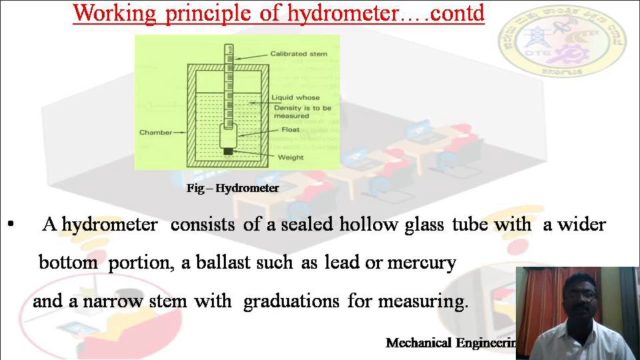 Working principle of hydrometer….contd
Calibrated stem
Liquid whose
Density is to be
measured
Chamber
Float
Weight
Fig – Hydrometer
▪ A hydrometer consists of a sealed hollow glass tube with a wider
bottom portion, a ballast such as lead or mercury
and a narrow stem with graduations for measuring.
Mechanical Engineerin